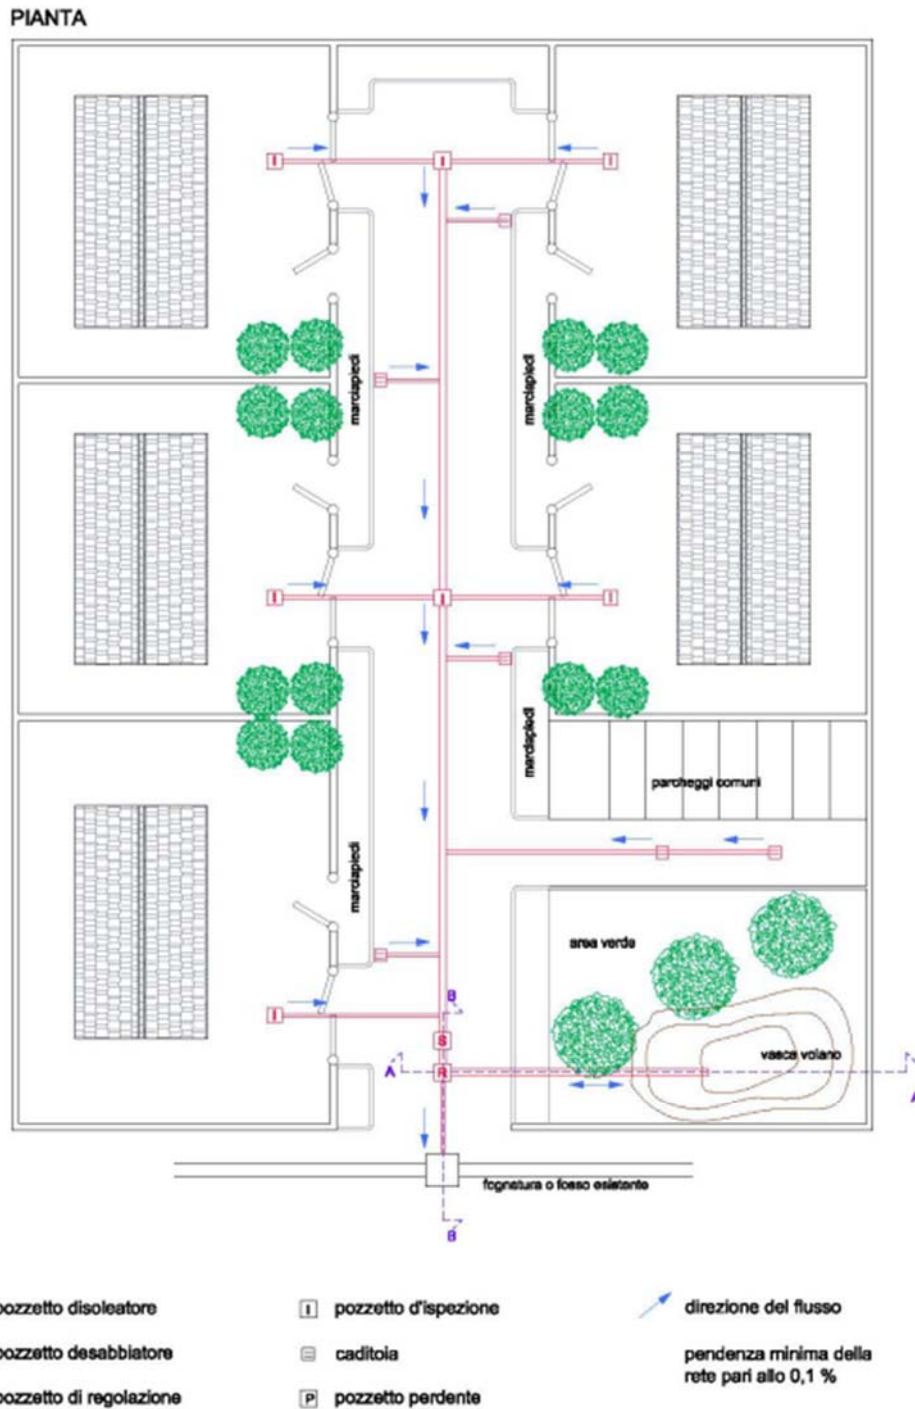 PIANTA
I
I
I
marciapiedi
marciapiedi
I
I
I
marciapiedi
parcheggi comuni
marciapiedi
area verde
B
I
S
vasca volano
A
R
A
fognatura o fosso esistente
B
pozzetto disoleatore
I pozzetto d'ispezione
direzione del flusso
pozzetto desabbiatore
caditoia
pendenza minima della
rete pari allo 0,1 %
pozzetto di regolazione
P pozzetto perdente